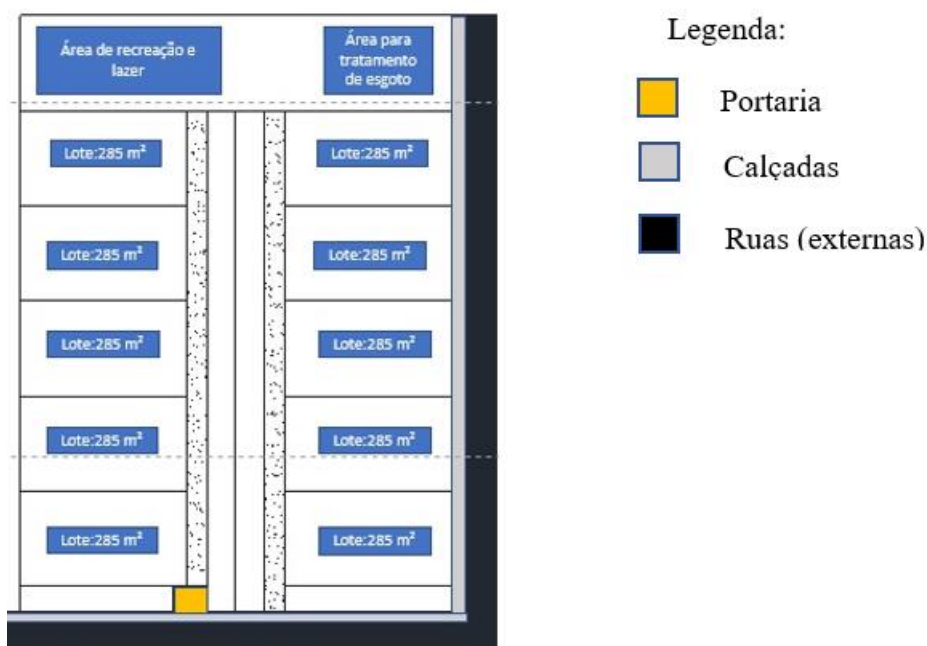 Área de recreação e
lazer
Área para
tratamento
de esgoto
Lote:285 m²
Lote:285 m²
Lote:285 m²
Lote:285 m²
Lote:285 m²
Lote:285 m²
Lote:285 m²
Lote:285 m²
Lote:285 m²
Lote:285 m²
Legenda:
Portaria
Calçadas
Ruas (externas)